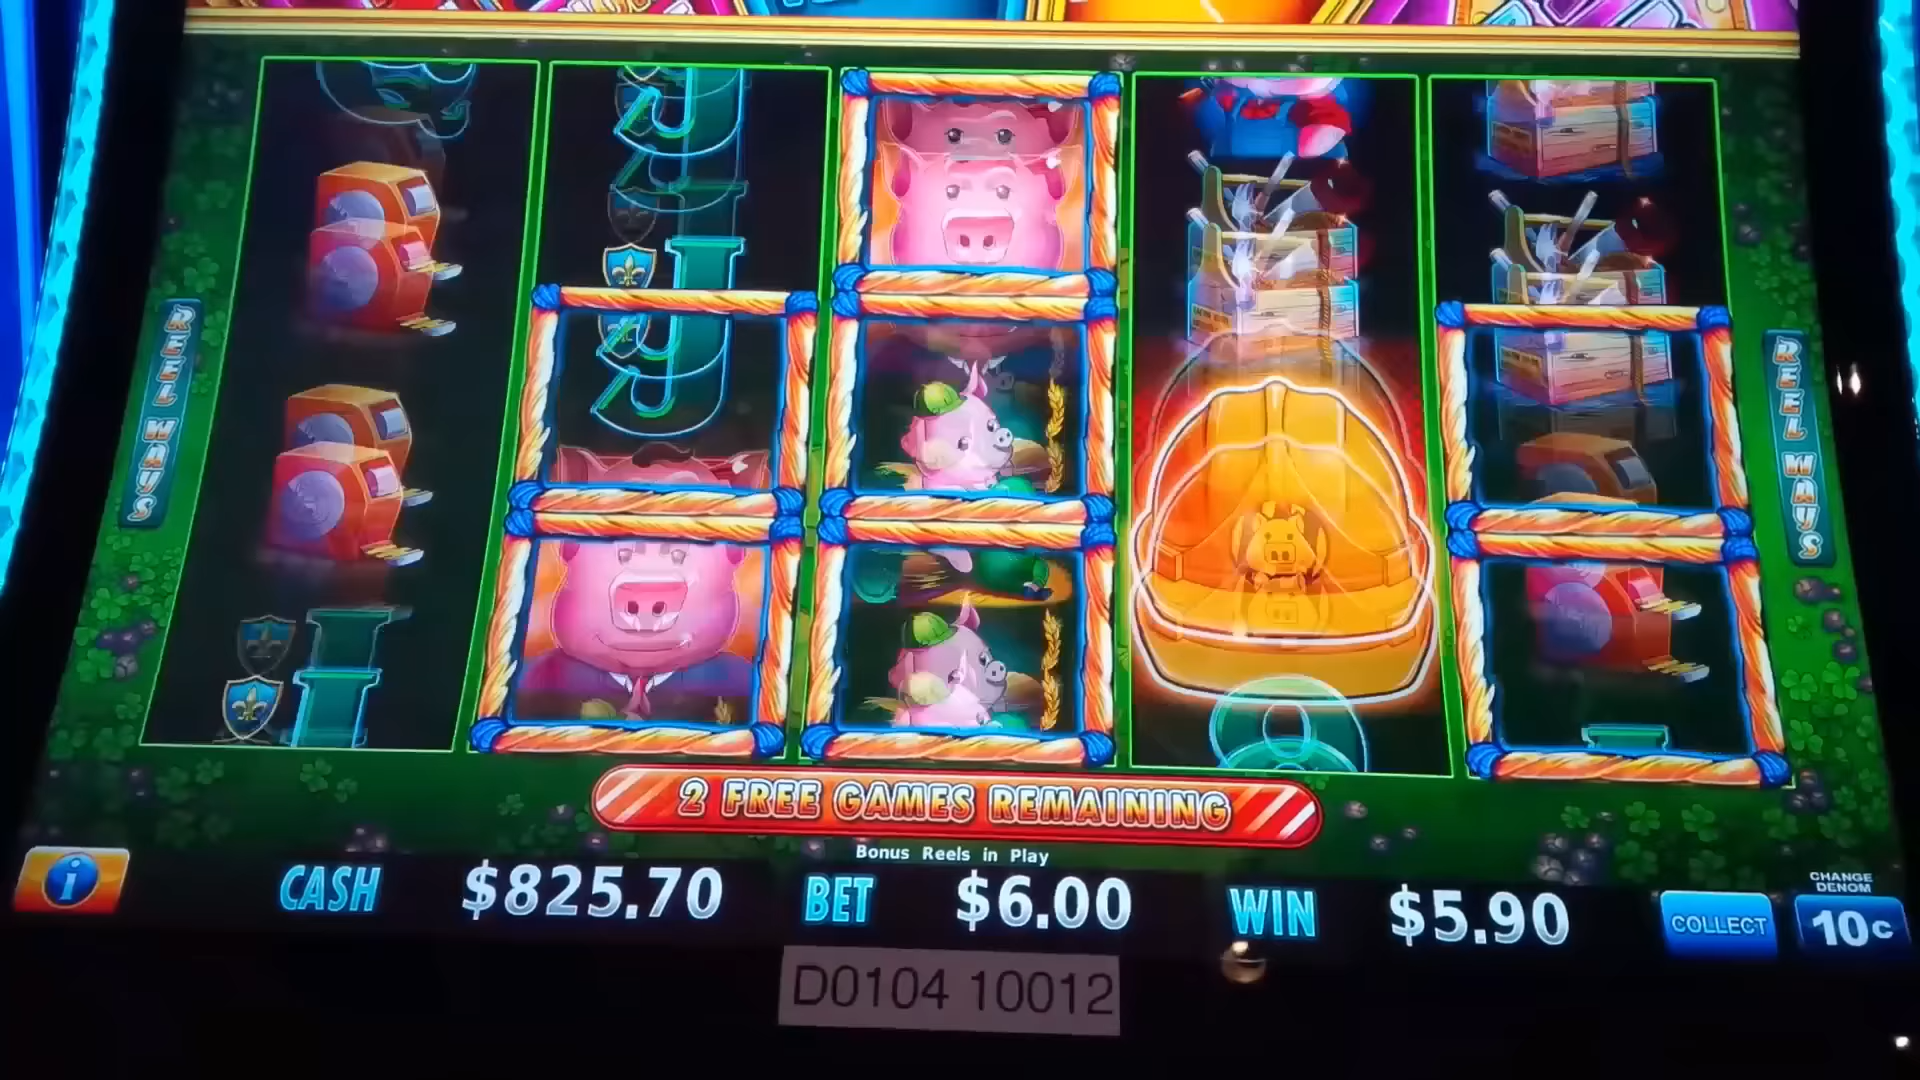 REEL WAYS
REEL WAYS
2 FREE GAMES REMAINING
Bonus Reels in Play
CASH $825.70 BET $6.00 WIN $5.90
COLLECT
CHANGE
DENOM
10c
D0104 10012